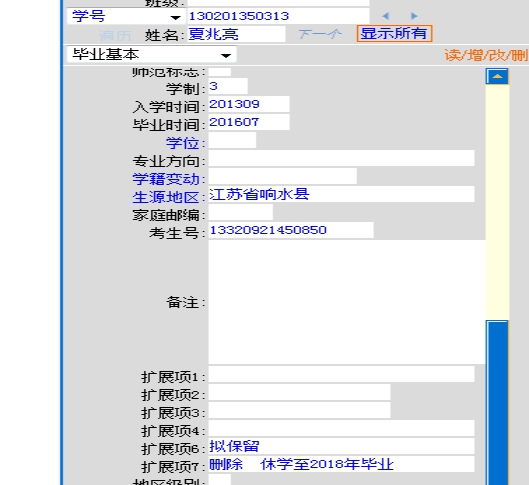 班级:
学号 130201350313
遍历 姓名: 夏兆亮 下一个 显示所有
毕业基本 读/增/改/删
师范标志:
学制: 3
入学时间: 201309
毕业时间: 201607
学位:
专业方向:
学籍变动:
生源地区: 江苏省响水县
家庭邮编:
考生号: 13320921450850
备注:
扩展项1:
扩展项2:
扩展项3:
扩展项4:
扩展项6: 拟保留
扩展项7: 删除 休学至2018年毕业
地区级别: